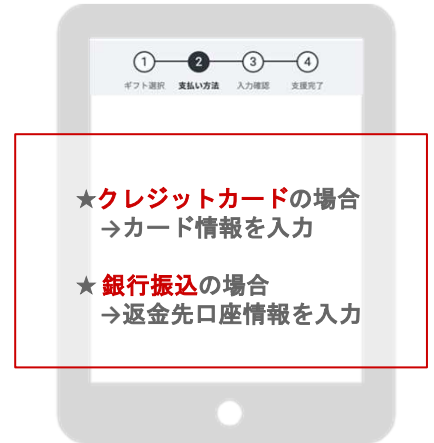 1 2 3 4
ギフト選択 支払い方法 入力確認 支援完了
★クレジットカードの場合
→カード情報を入力
★ 銀行振込の場合
→返金先口座情報を入力